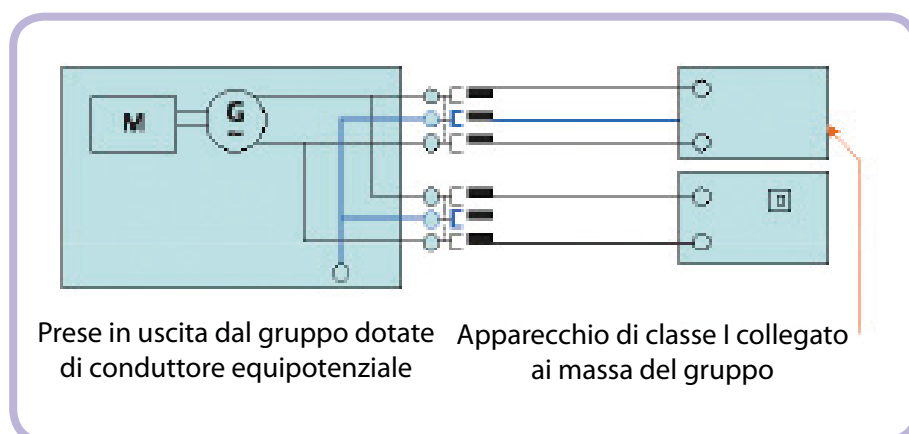 M
G
Prese in uscita dal gruppo dotate
di conduttore equipotenziale
Apparecchio di classe I collegato
ai massa del gruppo